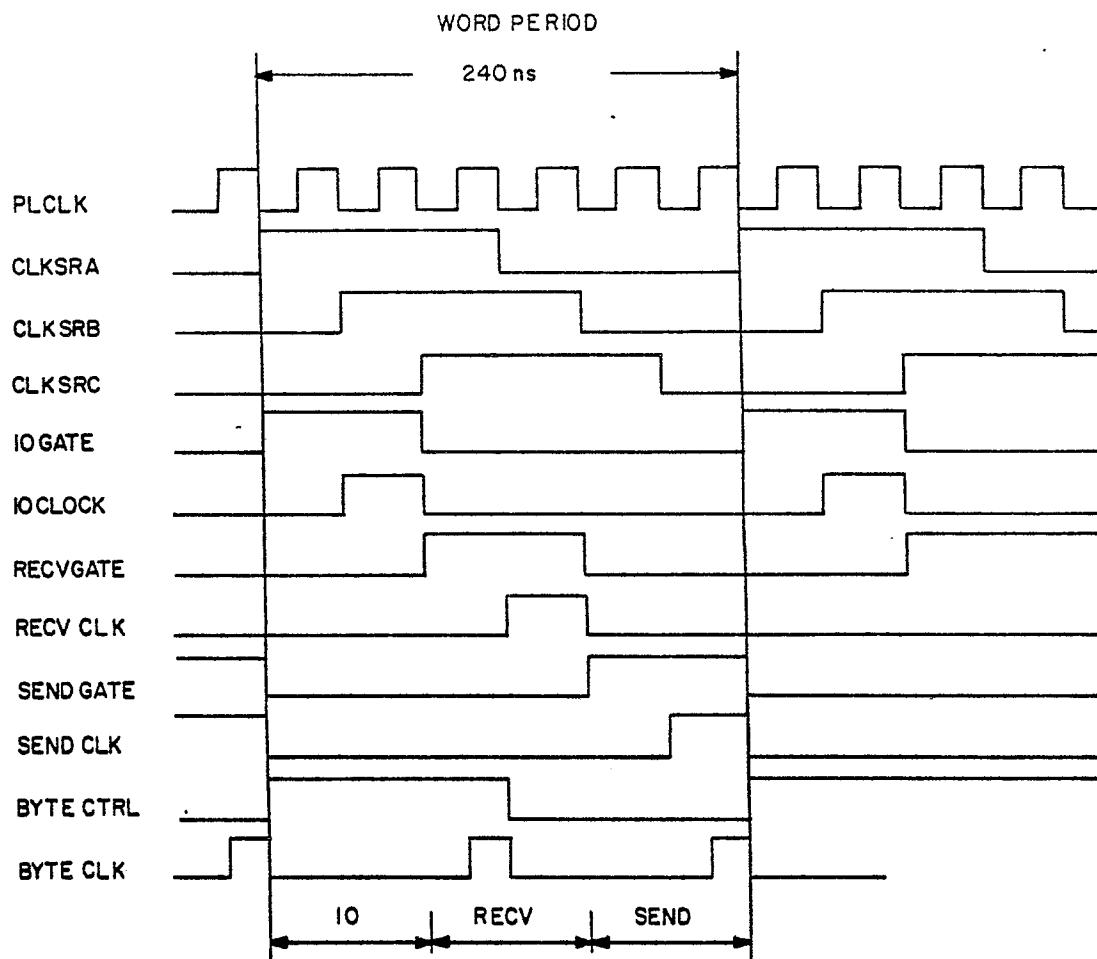 WORD PERIOD
240 ns
PLCLK
CLKSRA
CLKSRB
CLKSRC
IO GATE
IO CLOCK
RECVGATE
RECV CLK
SEND GATE
SEND CLK
BYTE CTRL
BYTE CLK
IO RECV SEND